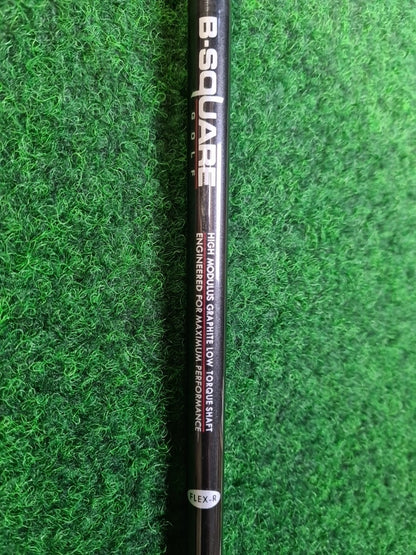 B-SQUARE
GOLF
HIGH MODULUS GRAPHITE LOW TORQUE SHAFT
ENGINEERED FOR MAXIMUM PERFORMANCE
FLEX-R